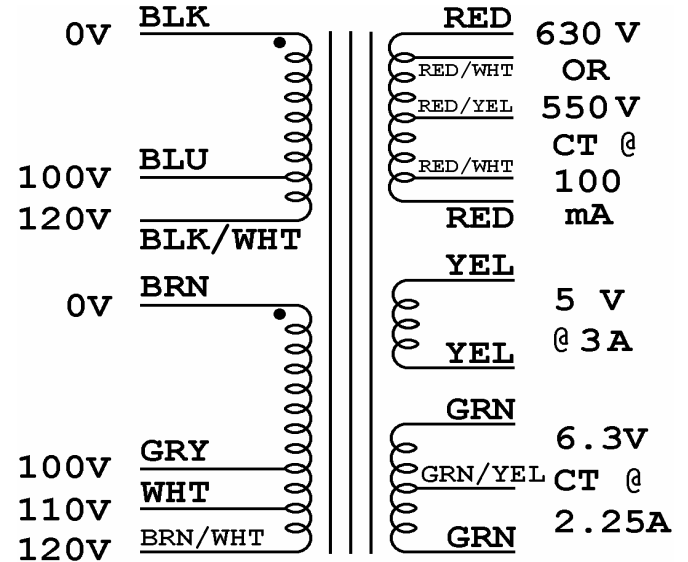 BLK
0V
BLU
100V
120V
BLK/WHT
BRN
0V
GRY
100V
WHT
110V
BRN/WHT
120V
RED
RED/WHT
RED/YEL
RED/WHT
RED
630 V
OR
550V
CT @
100
mA
YEL
YEL
5 V
@ 3A
GRN
GRN/YEL
GRN
6.3V
CT @
2.25A